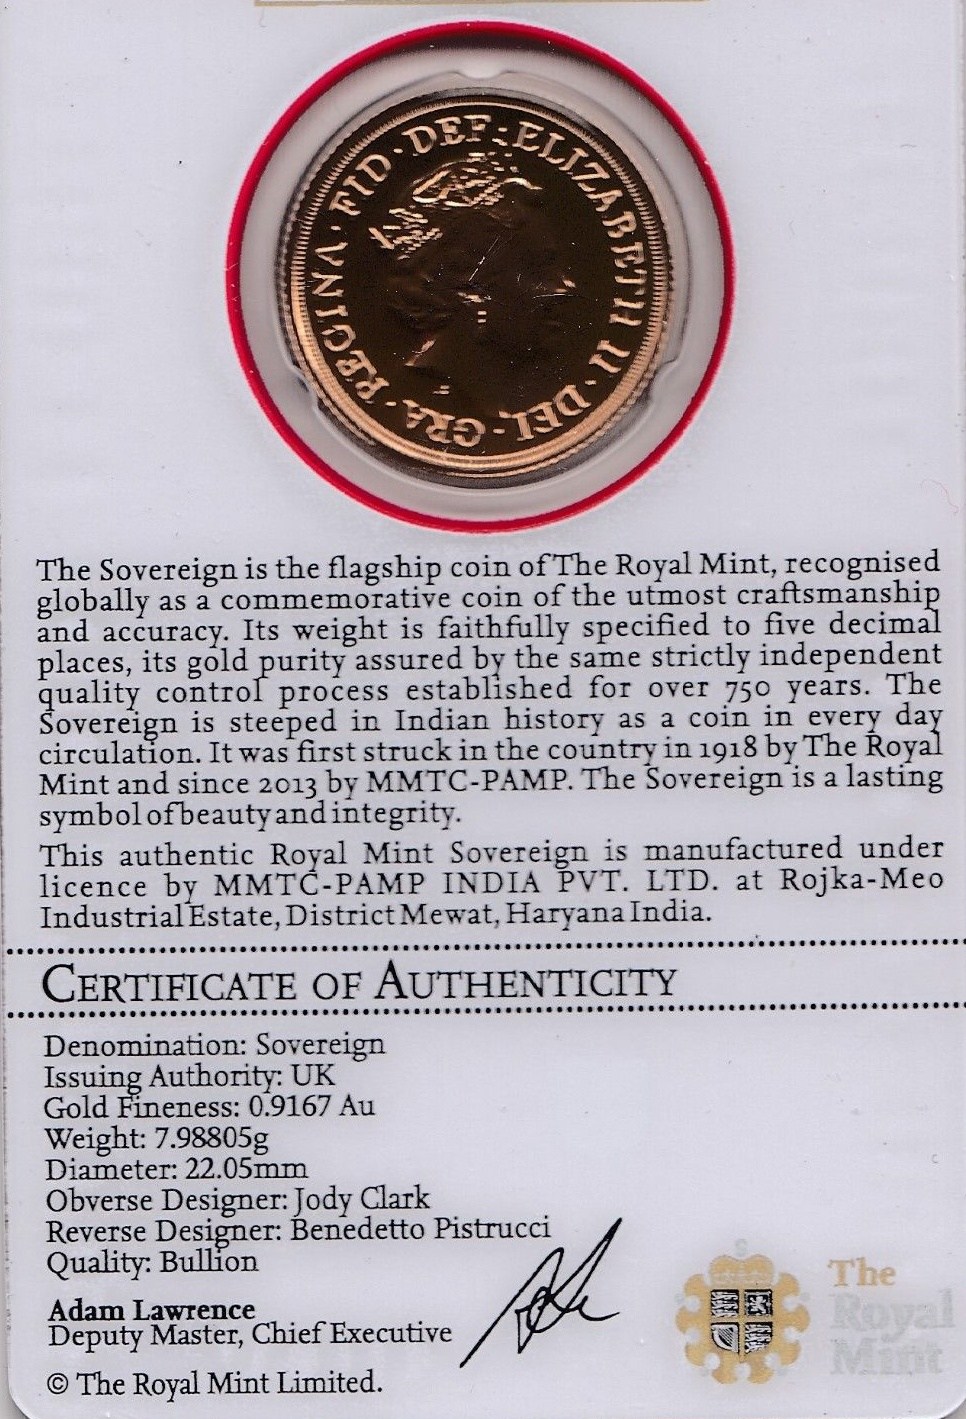 ELIZABETH II · DEI · GRA · REGINA · FID · DEF :
The Sovereign is the flagship coin of The Royal Mint, recognised
globally as a commemorative coin of the utmost craftsmanship
and accuracy. Its weight is faithfully specified to five decimal
places, its gold purity assured by the same strictly independent
quality control process established for over 750 years. The
Sovereign is steeped in Indian history as a coin in every day
circulation. It was first struck in the country in 1918 by The Royal
Mint and since 2013 by MMTC-PAMP. The Sovereign is a lasting
symbol of beauty and integrity.
This authentic Royal Mint Sovereign is manufactured under
licence by MMTC-PAMP INDIA PVT. LTD. at Rojka-Meo
Industrial Estate, District Mewat, Haryana India.
CERTIFICATE OF AUTHENTICITY
Denomination: Sovereign
Issuing Authority: UK
Gold Fineness: 0.9167 Au
Weight: 7.98805g
Diameter: 22.05mm
Obverse Designer: Jody Clark
Reverse Designer: Benedetto Pistrucci
Quality: Bullion
Adam Lawrence
Deputy Master, Chief Executive
© The Royal Mint Limited.
The
Royal
Mint